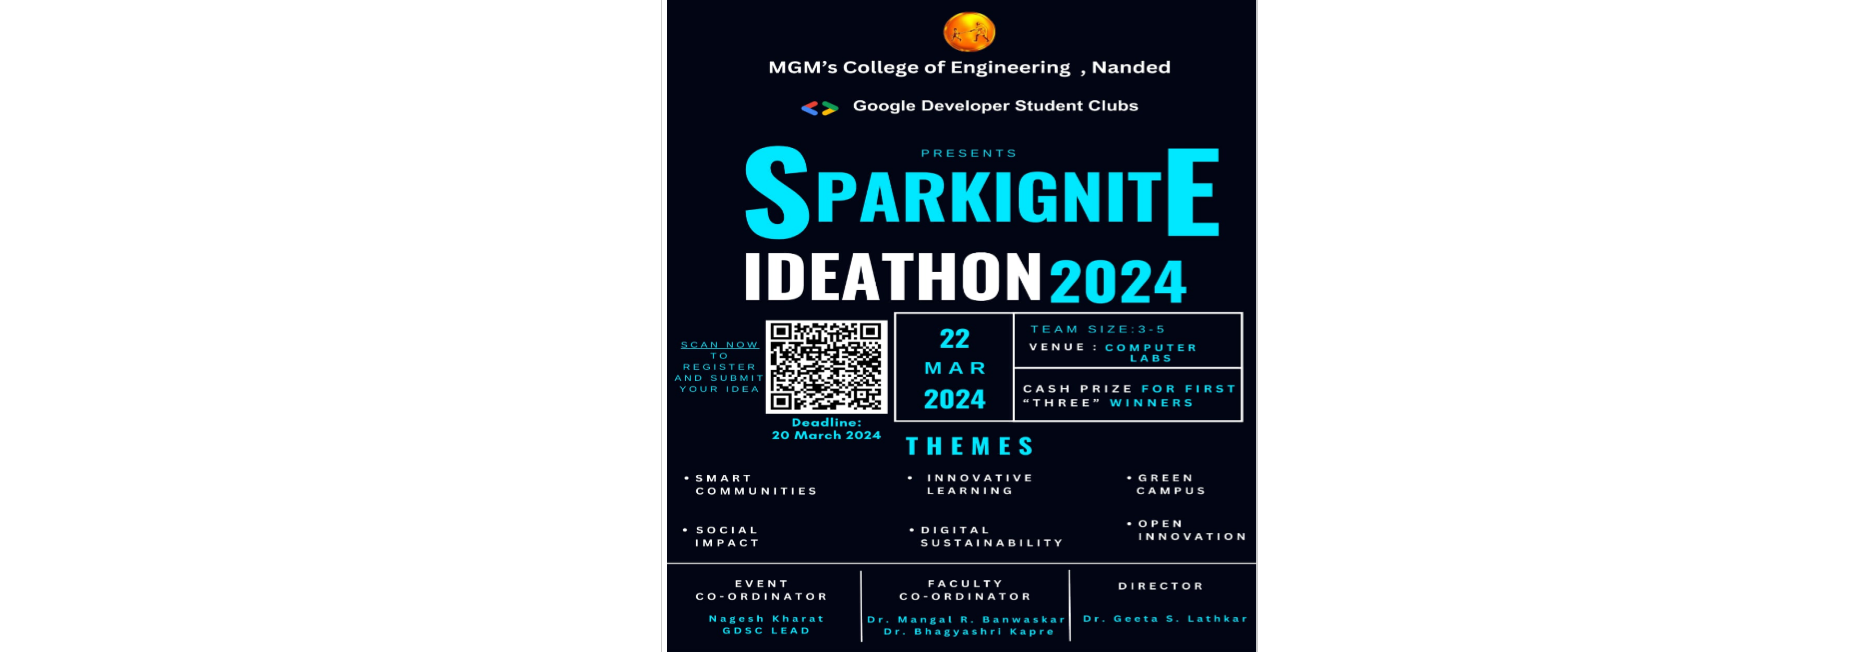 MGM's College of Engineering , Nanded
Google Developer Student Clubs
PRESENTS
SPARKIGNITE
IDEATHON 2024
SCAN NOW
TO
REGISTER
AND SUBMIT
YOUR IDEA
Deadline:
20 March 2024
22
MAR
2024
TEAM SIZE:3-5
VENUE : COMPUTER
LABS
CASH PRIZE FOR FIRST
“THREE” WINNERS
THEMES
• SMART
COMMUNITIES
• INNOVATIVE
LEARNING
• GREEN
CAMPUS
• SOCIAL
IMPACT
• DIGITAL
SUSTAINABILITY
• OPEN
INNOVATION
EVENT
CO-ORDINATOR
Nagesh Kharat
GDSC LEAD
FACULTY
CO-ORDINATOR
Dr. Mangal R. Banwaskar
Dr. Bhagyashri Kapre
DIRECTOR
Dr. Geeta S. Lathkar